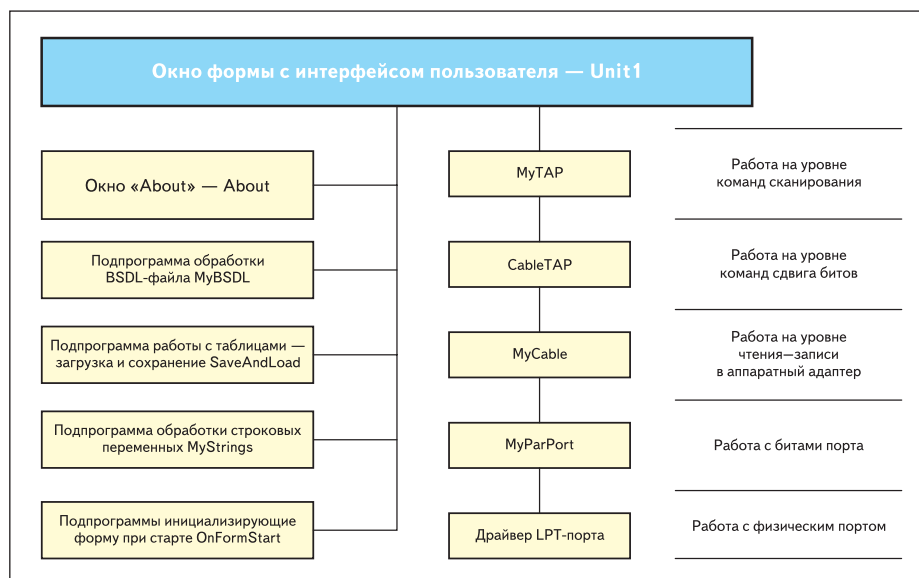 Окно формы с интерфейсом пользователя — Unit1
Окно «About» — About
Подпрограмма обработки
BSDL-файла MyBSDL
Подпрограмма работы с таблицами —
загрузка и сохранение SaveAndLoad
Подпрограмма обработки строковых
переменных MyStrings
Подпрограммы инициализирующие
форму при старте OnFormStart
MyTAP
CableTAP
MyCable
MyParPort
Драйвер LPT-порта
Работа на уровне
команд сканирования
Работа на уровне
команд сдвига битов
Работа на уровне
чтения—записи
в аппаратный адаптер
Работа с битами порта
Работа с физическим портом